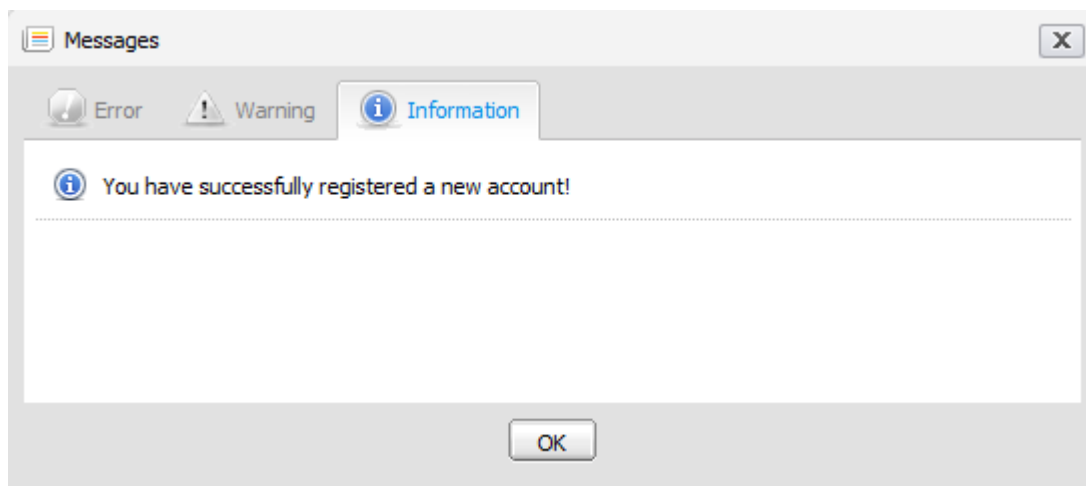 Messages
X
Error Warning Information
You have successfully registered a new account!
OK